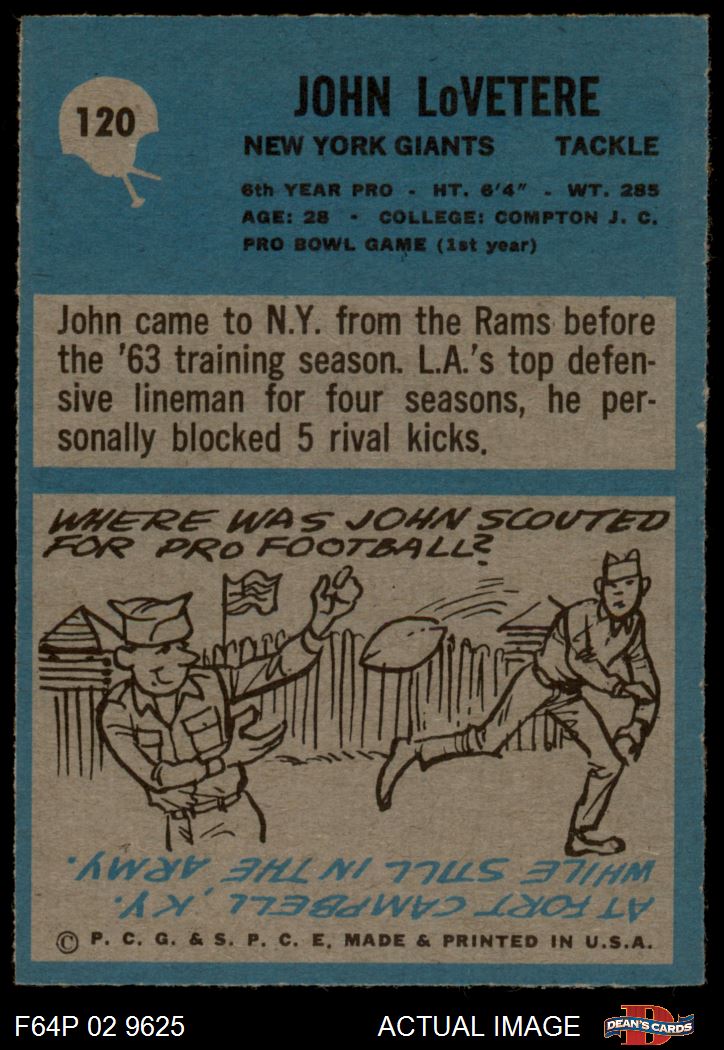 120
JOHN LoVETERE
NEW YORK GIANTS TACKLE
6th YEAR PRO - HT. 6'4" - WT. 285
AGE: 28 - COLLEGE: COMPTON J. C.
PRO BOWL GAME (1st year)
John came to N.Y. from the Rams before
the '63 training season. L.A.'s top defen-
sive lineman for four seasons, he per-
sonally blocked 5 rival kicks.
WHERE WAS JOHN SCOUTED
FOR PRO FOOTBALL?
AT FORT CAMPBELL, KY.
WHILE STILL IN THE ARMY.
© P. C. G. & S. P. C. E. MADE & PRINTED IN U.S.A.
F64P 02 9625 ACTUAL IMAGE
DEAN'S CARDS